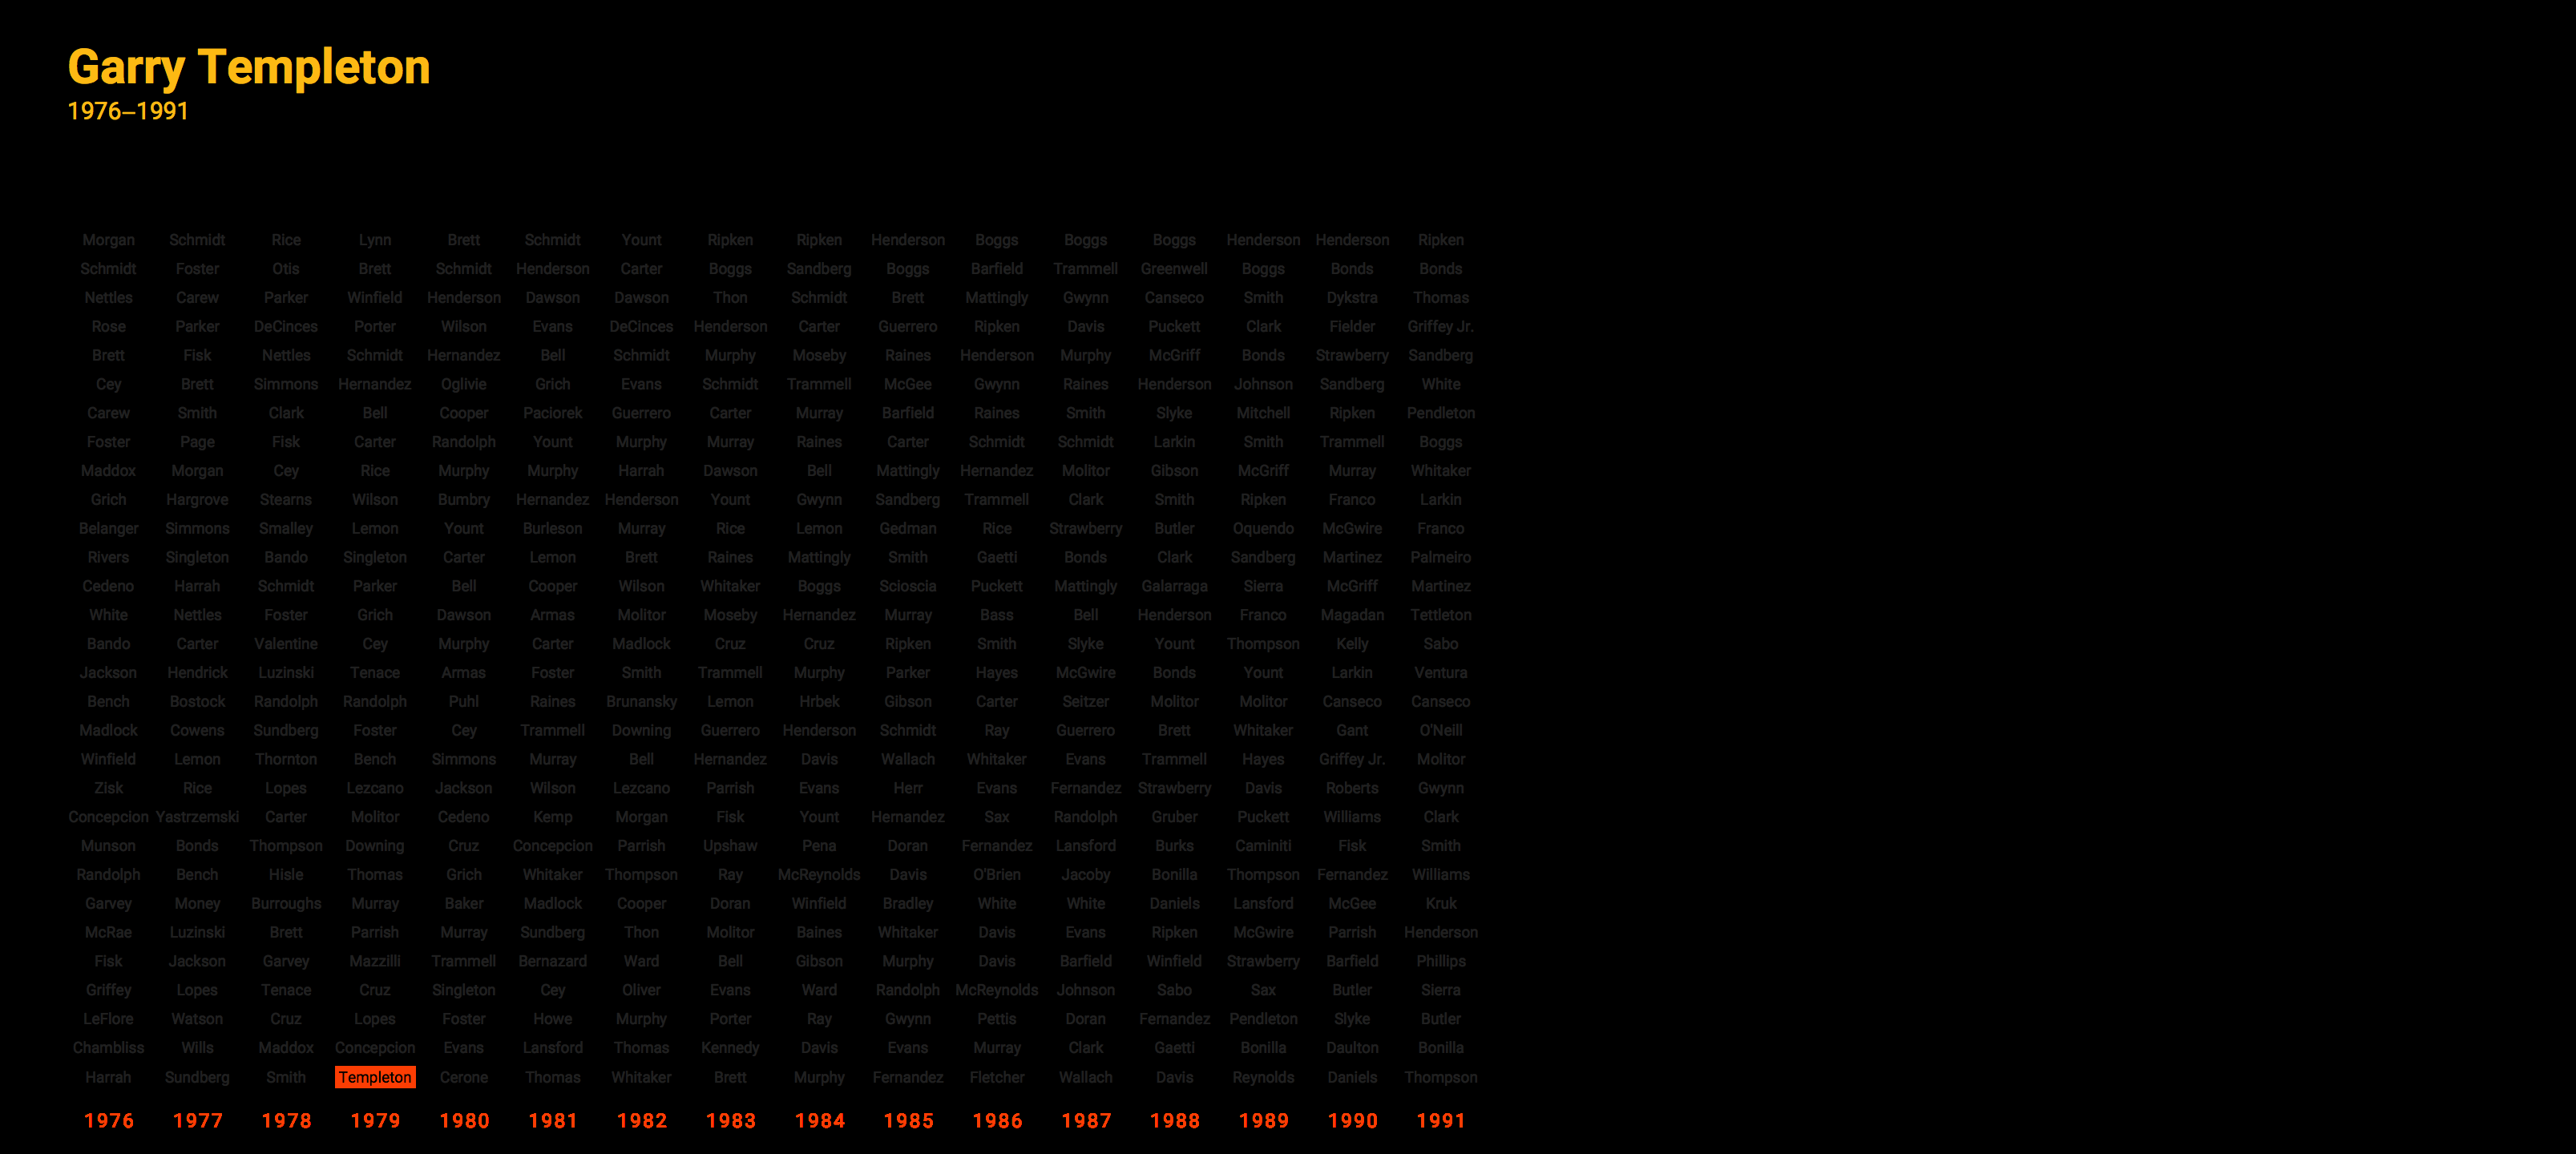 Garry Templeton
1976–1991
Morgan Schmidt Rice Lynn Brett Schmidt Yount Ripken Ripken Henderson Boggs Boggs Boggs Henderson Henderson Ripken
Schmidt Foster Otis Brett Schmidt Henderson Carter Boggs Sandberg Boggs Barfield Trammell Greenwell Boggs Bonds Bonds
Nettles Carew Parker Winfield Henderson Dawson Dawson Thon Schmidt Brett Mattingly Gwynn Canseco Smith Dykstra Thomas
Rose Parker DeCinces Porter Wilson Evans DeCinces Henderson Carter Guerrero Ripken Davis Puckett Clark Fielder Griffey Jr.
Brett Fisk Nettles Schmidt Hernandez Bell Schmidt Murphy Moseby Raines Henderson Murphy McGriff Bonds Strawberry Sandberg
Cey Brett Simmons Hernandez Oglivie Grich Evans Schmidt Trammell McGee Gwynn Raines Henderson Johnson Sandberg White
Carew Smith Clark Bell Cooper Paciorek Guerrero Carter Murray Barfield Raines Smith Slyke Mitchell Ripken Pendleton
Foster Page Fisk Carter Randolph Yount Murphy Murray Raines Carter Schmidt Schmidt Larkin Smith Trammell Boggs
Maddox Morgan Cey Rice Murphy Murphy Harrah Dawson Bell Mattingly Hernandez Molitor Gibson McGriff Murray Whitaker
Grich Hargrove Stearns Wilson Bumbry Hernandez Henderson Yount Gwynn Sandberg Trammell Clark Smith Ripken Franco Larkin
Belanger Simmons Smalley Lemon Yount Burleson Murray Rice Lemon Gedman Rice Strawberry Butler Oquendo McGwire Franco
Rivers Singleton Bando Singleton Carter Lemon Brett Raines Mattingly Smith Gaetti Bonds Clark Sandberg Martinez Palmeiro
Cedeno Harrah Schmidt Parker Bell Cooper Wilson Whitaker Boggs Scioscia Puckett Mattingly Galarraga Sierra McGriff Martinez
White Nettles Foster Grich Dawson Armas Molitor Moseby Hernandez Murray Bass Bell Henderson Franco Magadan Tettleton
Bando Carter Valentine Cey Murphy Carter Madlock Cruz Cruz Ripken Smith Slyke Yount Thompson Kelly Sabo
Jackson Hendrick Luzinski Tenace Armas Foster Smith Trammell Murphy Parker Hayes McGwire Bonds Yount Larkin Ventura
Bench Bostock Randolph Randolph Puhl Raines Brunansky Lemon Hrbek Gibson Carter Seitzer Molitor Molitor Canseco Canseco
Madlock Cowens Sundberg Foster Cey Trammell Downing Guerrero Henderson Schmidt Ray Guerrero Brett Whitaker Gant O'Neill
Winfield Lemon Thornton Bench Simmons Murray Bell Hernandez Davis Wallach Whitaker Evans Trammell Hayes Griffey Jr. Molitor
Zisk Rice Lopes Lezcano Jackson Wilson Lezcano Parrish Evans Herr Evans Fernandez Strawberry Davis Roberts Gwynn
Concepcion Yastrzemski Carter Molitor Cedeno Kemp Morgan Fisk Yount Hernandez Sax Randolph Gruber Puckett Williams Clark
Munson Bonds Thompson Downing Cruz Concepcion Parrish Upshaw Pena Doran Fernandez Lansford Burks Caminiti Fisk Smith
Randolph Bench Hisle Thomas Grich Whitaker Thompson Ray McReynolds Davis O'Brien Jacoby Bonilla Thompson Fernandez Williams
Garvey Money Burroughs Murray Baker Madlock Cooper Doran Winfield Bradley White White Daniels Lansford McGee Kruk
McRae Luzinski Brett Parrish Murray Sundberg Thon Molitor Baines Whitaker Davis Evans Ripken McGwire Parrish Henderson
Fisk Jackson Garvey Mazzilli Trammell Bernazard Ward Bell Gibson Murphy Davis Barfield Winfield Strawberry Barfield Phillips
Griffey Lopes Tenace Cruz Singleton Cey Oliver Evans Ward Randolph McReynolds Johnson Sabo Sax Butler Sierra
LeFlore Watson Cruz Lopes Foster Howe Murphy Porter Ray Gwynn Pettis Doran Fernandez Pendleton Slyke Butler
Chambliss Wills Maddox Concepcion Evans Lansford Thomas Kennedy Davis Evans Murray Clark Gaetti Bonilla Daulton Bonilla
Harrah Sundberg Smith Templeton Cerone Thomas Whitaker Brett Murphy Fernandez Fletcher Wallach Davis Reynolds Daniels Thompson
1976 1977 1978 1979 1980 1981 1982 1983 1984 1985 1986 1987 1988 1989 1990 1991